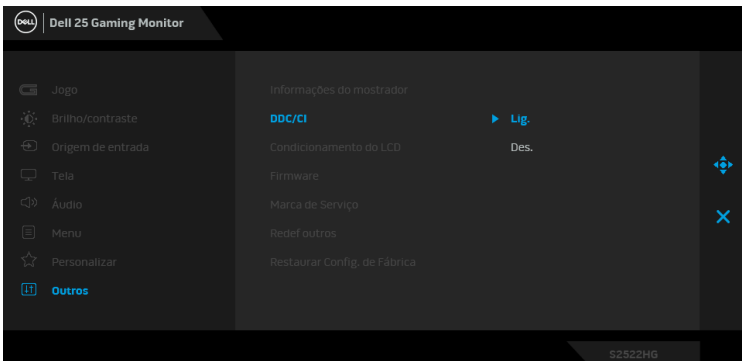 DELL Dell 25 Gaming Monitor
Jogo
Informações do mostrador
Brilho/contraste
DDC/CI
Lig.
Origem de entrada
Condicionamento do LCD
Des.
Tela
Firmware
Áudio
Marca de Serviço
Menu
Redef outros
Personalizar
Restaurar Config. de Fábrica
Outros
S2522HG